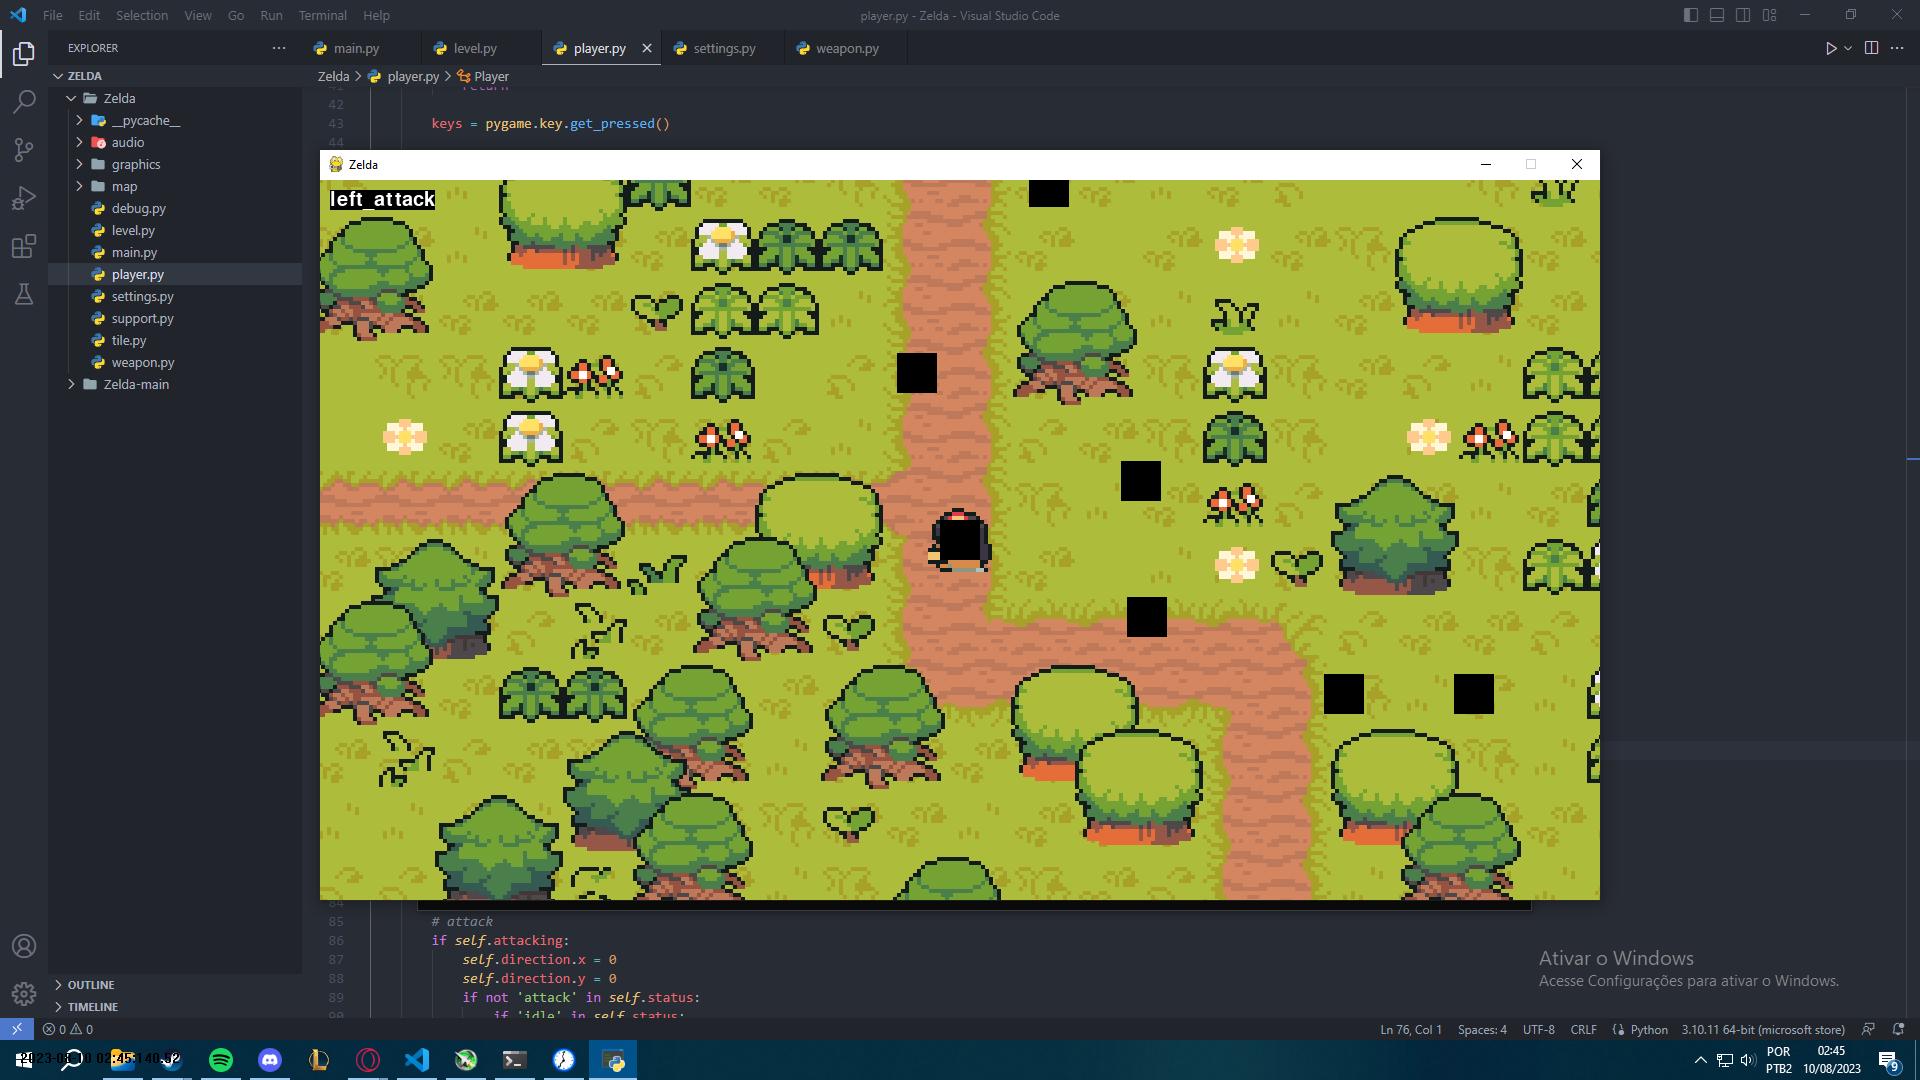 File Edit Selection View Go Run Terminal Help
player.py - Zelda - Visual Studio Code
EXPLORER
main.py level.py player.py settings.py weapon.py
ZELDA
Zelda > player.py > Player
Zelda
__pycache__
audio
graphics
map
debug.py
level.py
main.py
player.py
settings.py
support.py
tile.py
weapon.py
Zelda-main
41 return
42
43 keys = pygame.key.get_pressed()
44
Zelda
left_attack
84
85 # attack
86 if self.attacking:
87 self.direction.x = 0
88 self.direction.y = 0
89 if not 'attack' in self.status:
90 if 'idle' in self.status:
Ativar o Windows
Acesse Configurações para ativar o Windows.
OUTLINE
TIMELINE
0 0
Ln 76, Col 1 Spaces: 4 UTF-8 CRLF Python 3.10.11 64-bit (microsoft store)
POR
PTB2
02:45
10/08/2023
9